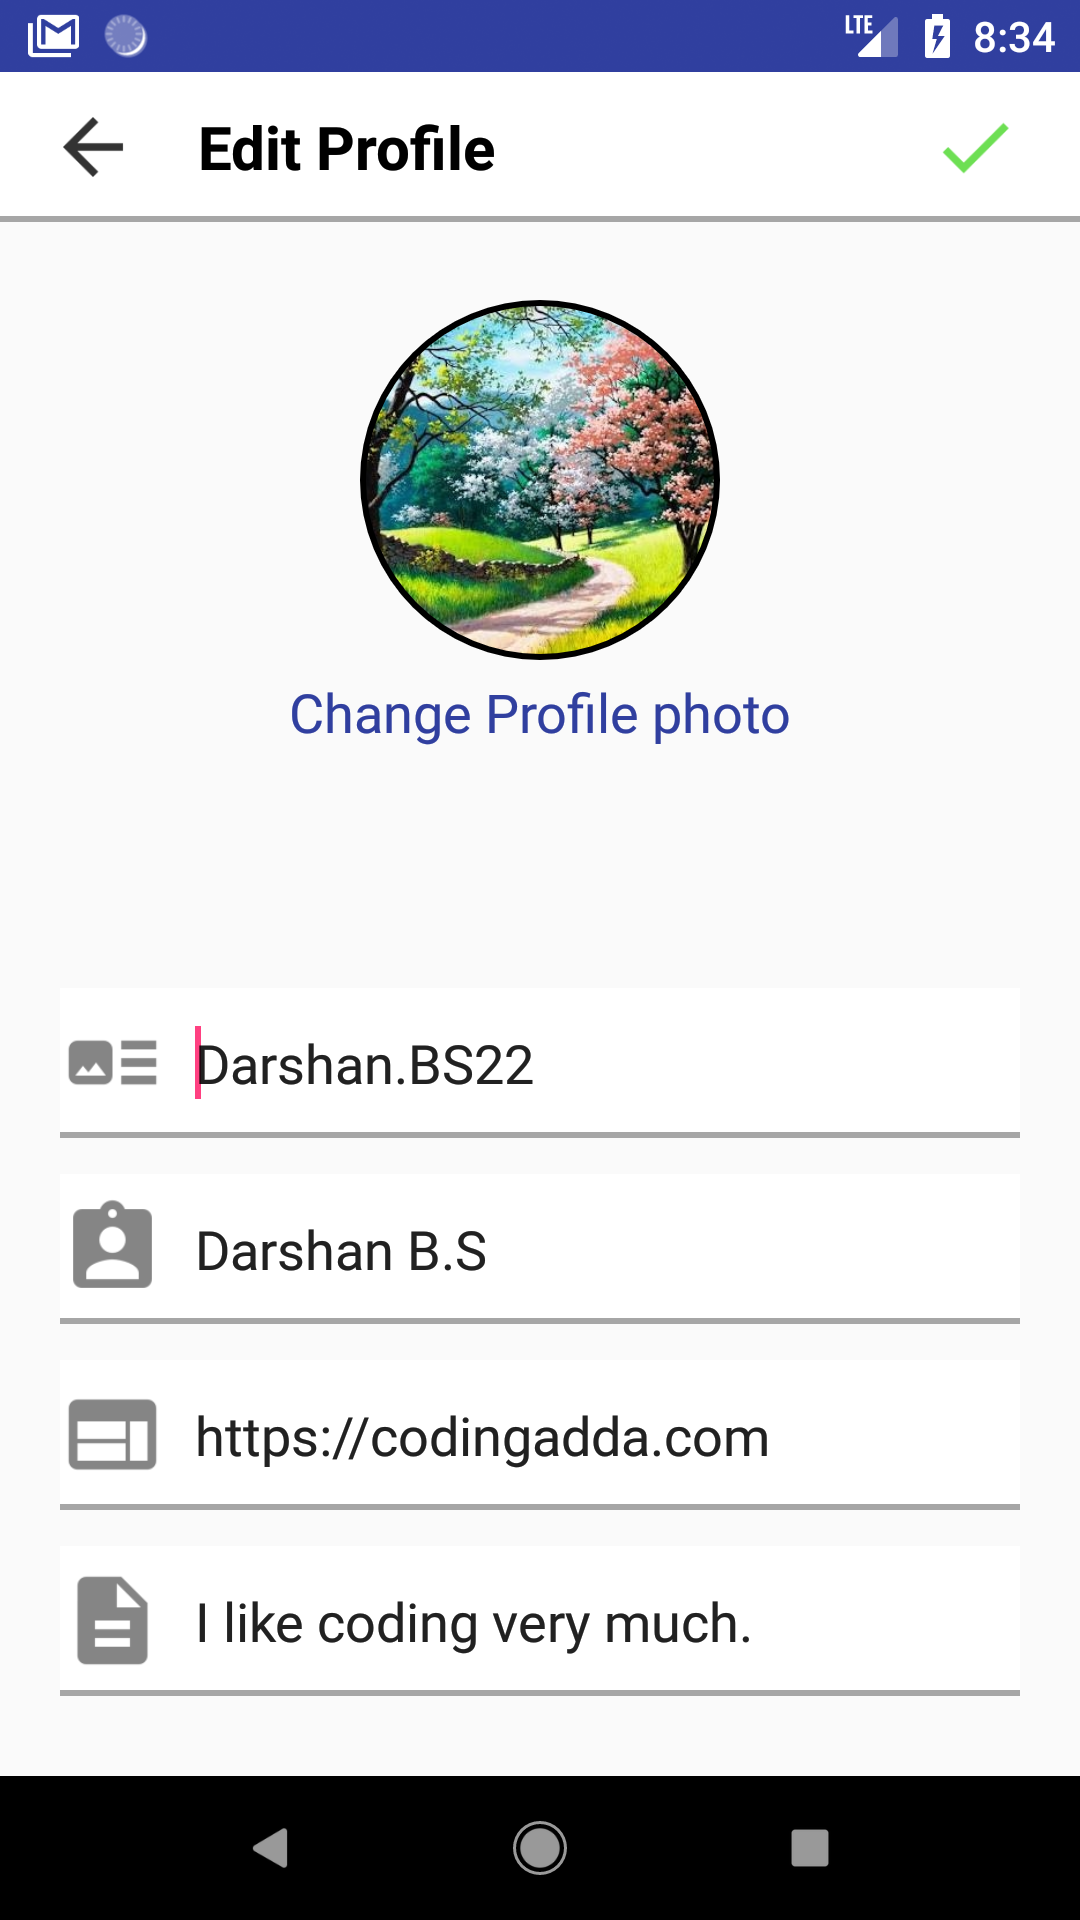 LTE 8:34
Edit Profile
Change Profile photo
Darshan.BS22
Darshan B.S
https://codingadda.com
I like coding very much.